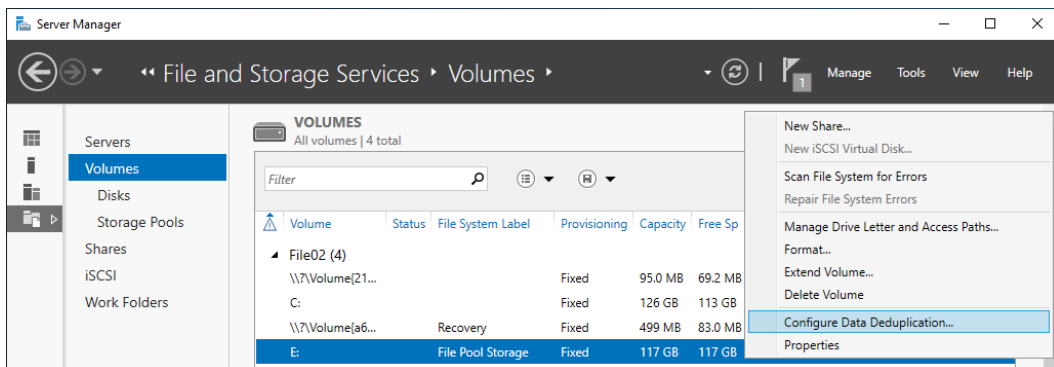 Server Manager
File and Storage Services Volumes
1
Manage Tools View Help
Servers
Volumes
Disks
Storage Pools
Shares
iSCSI
Work Folders
VOLUMES
All volumes | 4 total
Filter
Volume Status File System Label Provisioning Capacity Free Sp
File02 (4)
\\?\Volume{21... Fixed 95.0 MB 69.2 MB
C: Fixed 126 GB 113 GB
\\?\Volume{a6... Recovery Fixed 499 MB 83.0 MB
E: File Pool Storage Fixed 117 GB 117 GB
New Share...
New iSCSI Virtual Disk...
Scan File System for Errors
Repair File System Errors
Manage Drive Letter and Access Paths...
Format...
Extend Volume...
Delete Volume
Configure Data Deduplication...
Properties